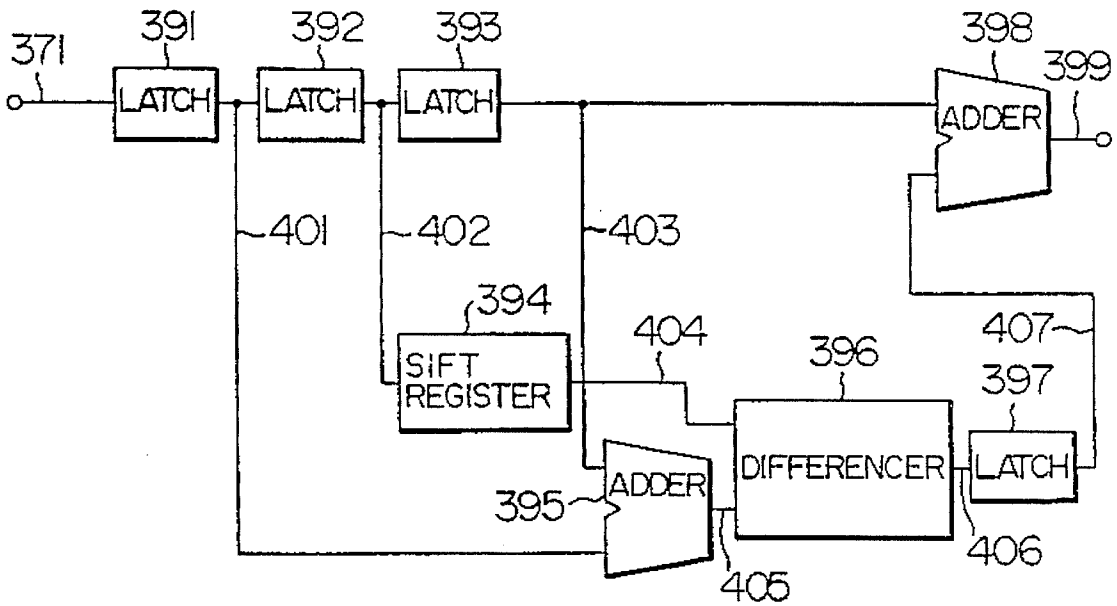 391
392
393
398
371
399
LATCH
LATCH
LATCH
ADDER
401
402
403
394
404
396
407
397
SiFT
REGISTER
395
ADDER
DIFFERENCER
LATCH
405
406